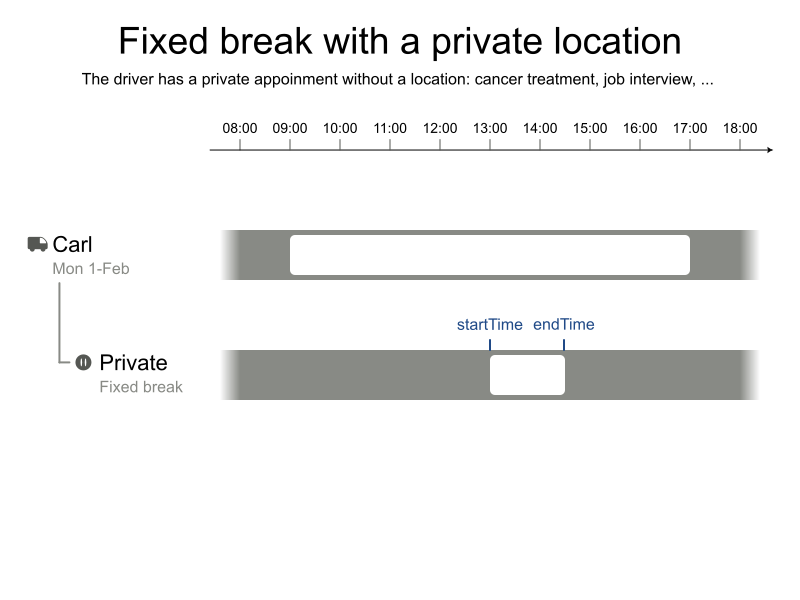 Fixed break with a private location
The driver has a private appoinment without a location: cancer treatment, job interview, ...
08:00 09:00 10:00 11:00 12:00 13:00 14:00 15:00 16:00 17:00 18:00
Carl
Mon 1-Feb
startTime endTime
Private
Fixed break